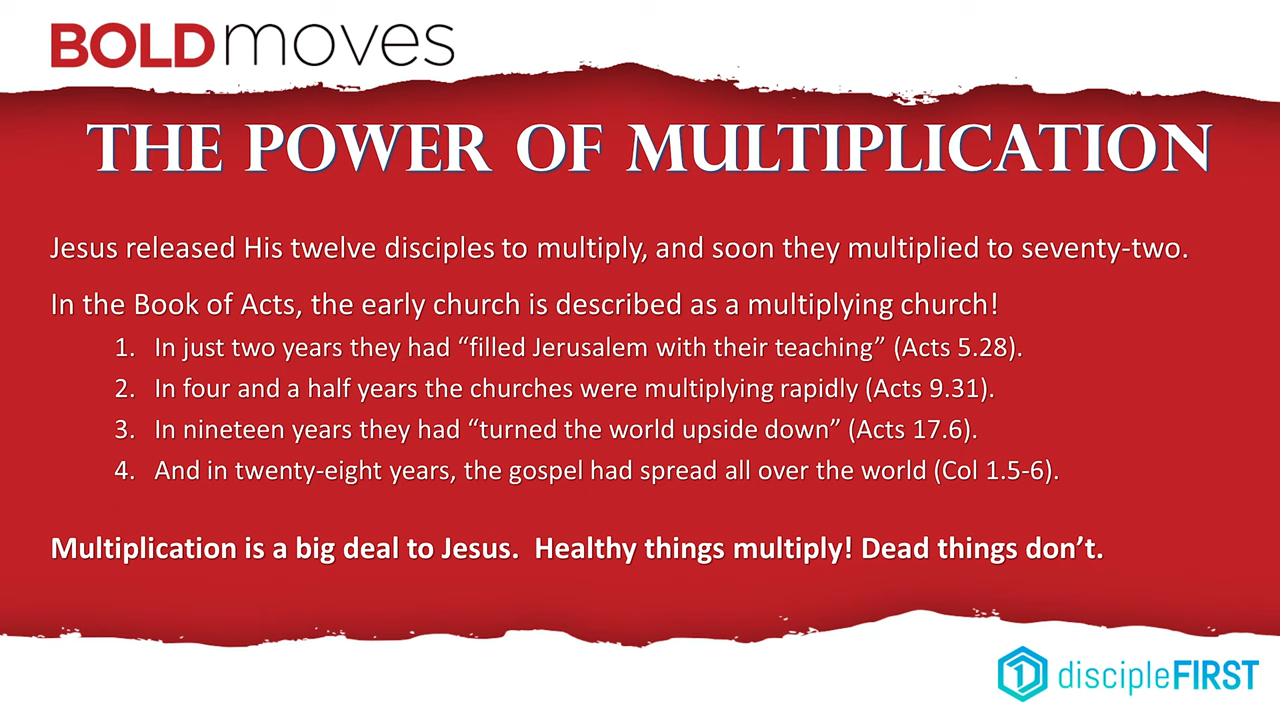 BOLDmoves
THE POWER OF MULTIPLICATION
Jesus released His twelve disciples to multiply, and soon they multiplied to seventy-two.
In the Book of Acts, the early church is described as a multiplying church!
1. In just two years they had “filled Jerusalem with their teaching” (Acts 5.28).
2. In four and a half years the churches were multiplying rapidly (Acts 9.31).
3. In nineteen years they had “turned the world upside down” (Acts 17.6).
4. And in twenty-eight years, the gospel had spread all over the world (Col 1.5-6).
Multiplication is a big deal to Jesus.  Healthy things multiply! Dead things don’t.
1 discipleFIRST